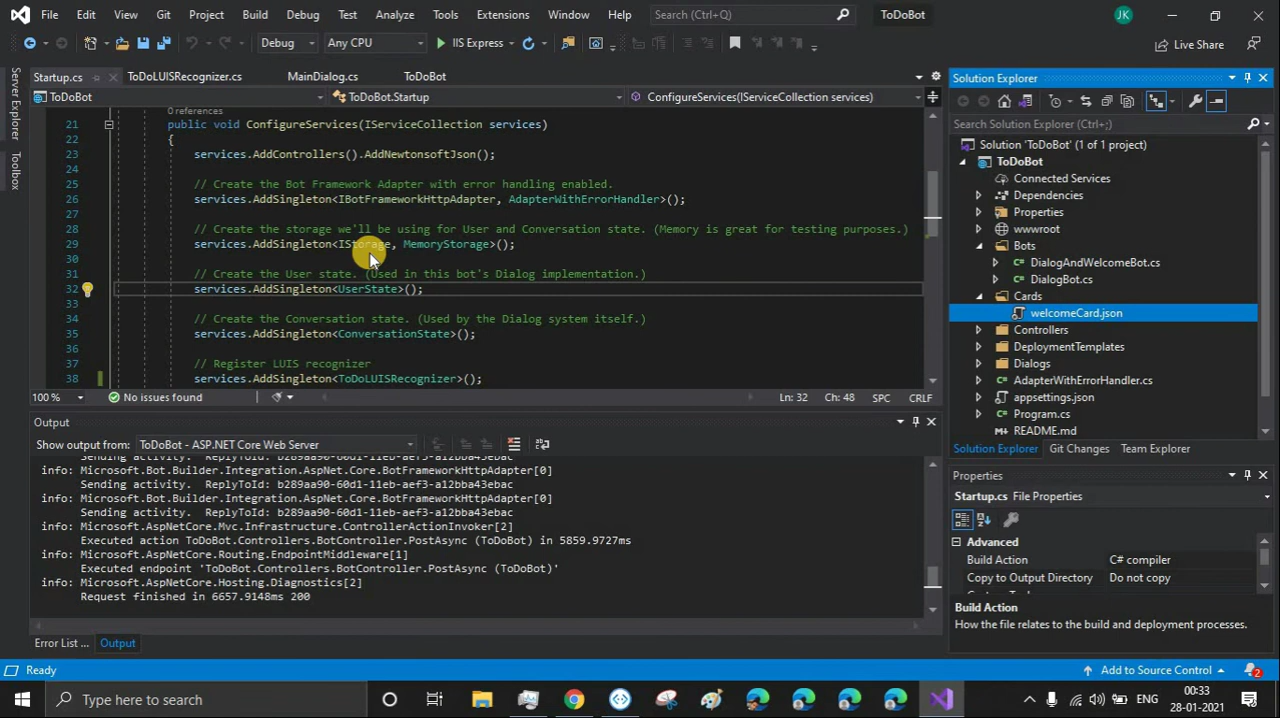 File Edit View Git Project Build Debug Test Analyze Tools Extensions Window Help Search (Ctrl+Q) ToDoBot JK
Debug Any CPU IIS Express Live Share
Server Explorer
Toolbox
Startup.cs ToDoLUISRecognizer.cs MainDialog.cs ToDoBot
ToDoBot ToDoBot.Startup ConfigureServices(IServiceCollection services)
0 references
21 public void ConfigureServices(IServiceCollection services)
22 {
23 services.AddControllers().AddNewtonsoftJson();
24
25 // Create the Bot Framework Adapter with error handling enabled.
26 services.AddSingleton<IBotFrameworkHttpAdapter, AdapterWithErrorHandler>();
27
28 // Create the storage we'll be using for User and Conversation state. (Memory is great for testing purposes.)
29 services.AddSingleton<IStorage, MemoryStorage>();
30
31 // Create the User state. (Used in this bot's Dialog implementation.)
32 services.AddSingleton<UserState>();
33
34 // Create the Conversation state. (Used by the Dialog system itself.)
35 services.AddSingleton<ConversationState>();
36
37 // Register LUIS recognizer
38 services.AddSingleton<ToDoLUISRecognizer>();
100 % No issues found Ln: 32 Ch: 48 SPC CRLF
Output
Show output from: ToDoBot - ASP.NET Core Web Server
Sending activity. ReplyToId: b289aa90-60d1-11eb-aef3-a12bba43ebac
info: Microsoft.Bot.Builder.Integration.AspNet.Core.BotFrameworkHttpAdapter[0]
Sending activity. ReplyToId: b289aa90-60d1-11eb-aef3-a12bba43ebac
info: Microsoft.Bot.Builder.Integration.AspNet.Core.BotFrameworkHttpAdapter[0]
Sending activity. ReplyToId: b289aa90-60d1-11eb-aef3-a12bba43ebac
info: Microsoft.AspNetCore.Mvc.Infrastructure.ControllerActionInvoker[2]
Executed action ToDoBot.Controllers.BotController.PostAsync (ToDoBot) in 5859.9727ms
info: Microsoft.AspNetCore.Routing.EndpointMiddleware[1]
Executed endpoint 'ToDoBot.Controllers.BotController.PostAsync (ToDoBot)'
info: Microsoft.AspNetCore.Hosting.Diagnostics[2]
Request finished in 6657.9148ms 200
Error List ... Output
Solution Explorer
Search Solution Explorer (Ctrl+;)
Solution 'ToDoBot' (1 of 1 project)
ToDoBot
Connected Services
Dependencies
Properties
wwwroot
Bots
DialogAndWelcomeBot.cs
DialogBot.cs
Cards
welcomeCard.json
Controllers
DeploymentTemplates
Dialogs
AdapterWithErrorHandler.cs
appsettings.json
Program.cs
README.md
Solution Explorer Git Changes Team Explorer
Properties
Startup.cs File Properties
Advanced
Build Action C# compiler
Copy to Output Directory Do not copy
Build Action
How the file relates to the build and deployment processes.
Ready Add to Source Control 2
Type here to search ENG 00:33
28-01-2021